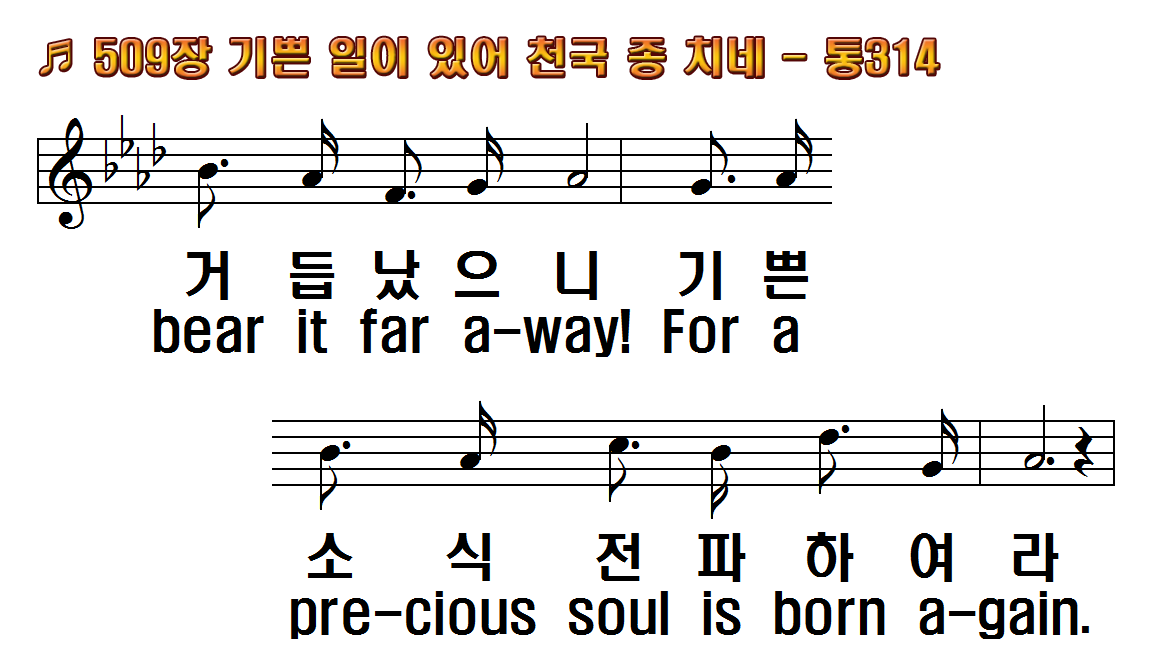 ♬ 509장 기쁜 일이 있어 천국 종 치네 - 통314
거 듭 났 으 니 기 쁜
bear it far a-way! For a
소 식 전 파 하 여 라
pre-cious soul is born a-gain.